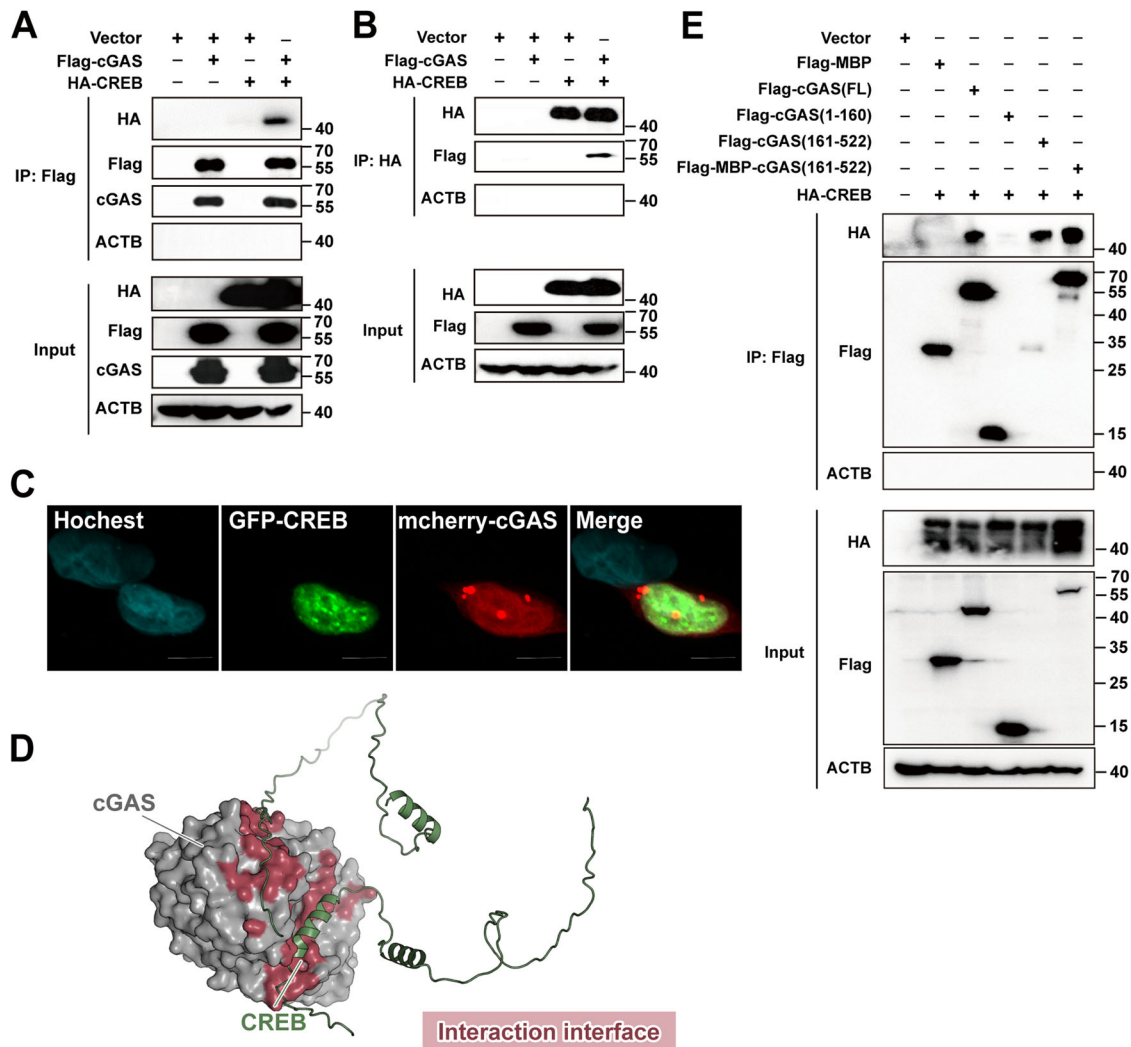 A
Vector + + + –
Flag-cGAS – + – +
HA-CREB – – + +
IP: Flag
HA
40
Flag
70
55
cGAS
70
55
ACTB
40
Input
HA
40
Flag
70
55
cGAS
70
55
ACTB
40
B
Vector + + + –
Flag-cGAS – + – +
HA-CREB – – + +
IP: HA
HA
40
Flag
70
55
ACTB
40
Input
HA
40
Flag
70
55
ACTB
40
C
Hochest
GFP-CREB
mcherry-cGAS
Merge
D
cGAS
CREB
Interaction interface
E
Vector + – – – – –
Flag-MBP – + – – – –
Flag-cGAS(FL) – – + – – –
Flag-cGAS(1-160) – – – + – –
Flag-cGAS(161-522) – – – – + –
Flag-MBP-cGAS(161-522) – – – – – +
HA-CREB – + + + + +
IP: Flag
HA
40
Flag
70
55
40
35
25
15
ACTB
40
Input
HA
40
Flag
70
55
40
35
25
15
ACTB
40